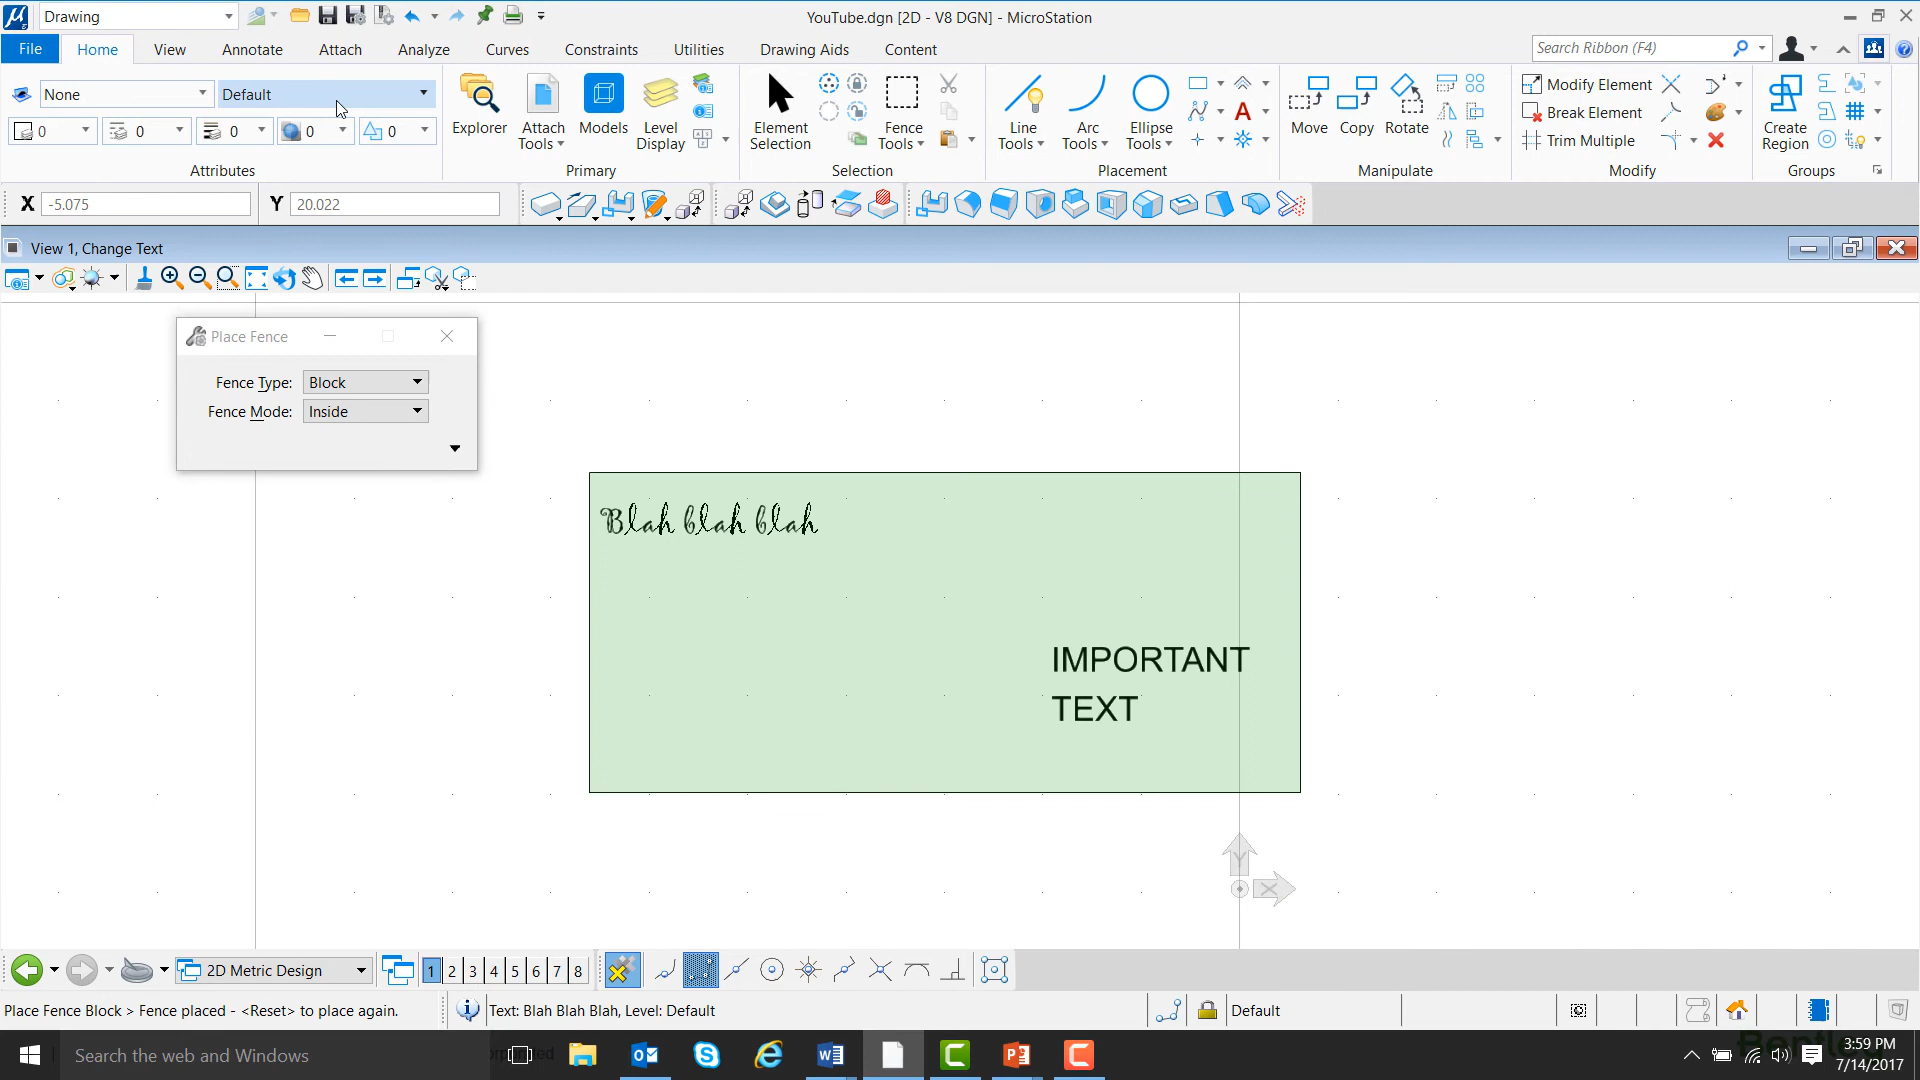 Drawing
YouTube.dgn [2D - V8 DGN] - MicroStation
File Home View Annotate Attach Analyze Curves Constraints Utilities Drawing Aids Content
Search Ribbon (F4)
None Default
0 0 0 0 0
Explorer
Attach Tools
Models
Level Display
Element Selection
Fence Tools
Line Tools
Arc Tools
Ellipse Tools
Move
Copy
Rotate
Modify Element
Break Element
Trim Multiple
Create Region
Attributes Primary Selection Placement Manipulate Modify Groups
X -5.075 Y 20.022
View 1, Change Text
Place Fence
Fence Type: Block
Fence Mode: Inside
Blah blah blah
IMPORTANT
TEXT
Y
X
2D Metric Design 1 2 3 4 5 6 7 8
Place Fence Block > Fence placed - <Reset> to place again. Text: Blah Blah Blah, Level: Default Default
Search the web and Windows
3:59 PM
7/14/2017